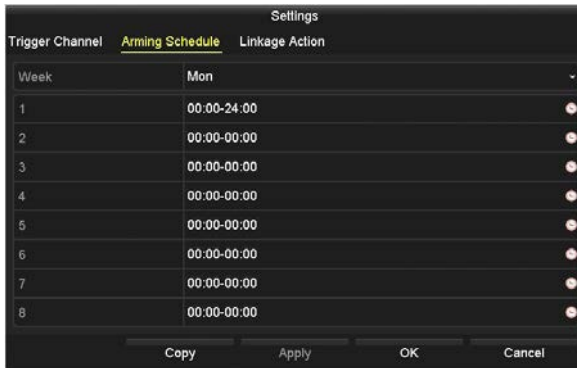 Settings
Trigger Channel Arming Schedule Linkage Action
Week Mon
1 00:00-24:00
2 00:00-00:00
3 00:00-00:00
4 00:00-00:00
5 00:00-00:00
6 00:00-00:00
7 00:00-00:00
8 00:00-00:00
Copy Apply OK Cancel